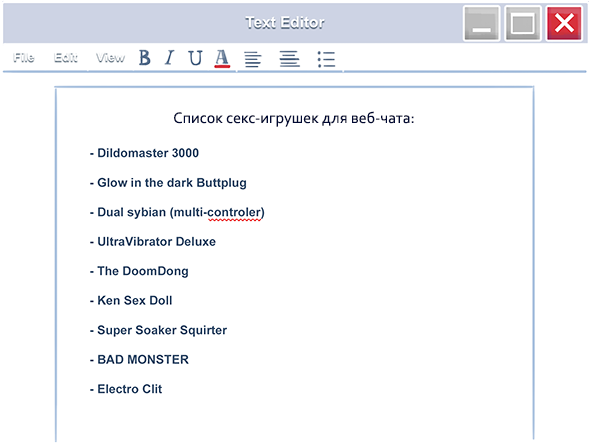 Text Editor
File Edit View B I U A
Список секс-игрушек для веб-чата:
- Dildomaster 3000
- Glow in the dark Buttplug
- Dual sybian (multi-controler)
- UltraVibrator Deluxe
- The DoomDong
- Ken Sex Doll
- Super Soaker Squirter
- BAD MONSTER
- Electro Clit